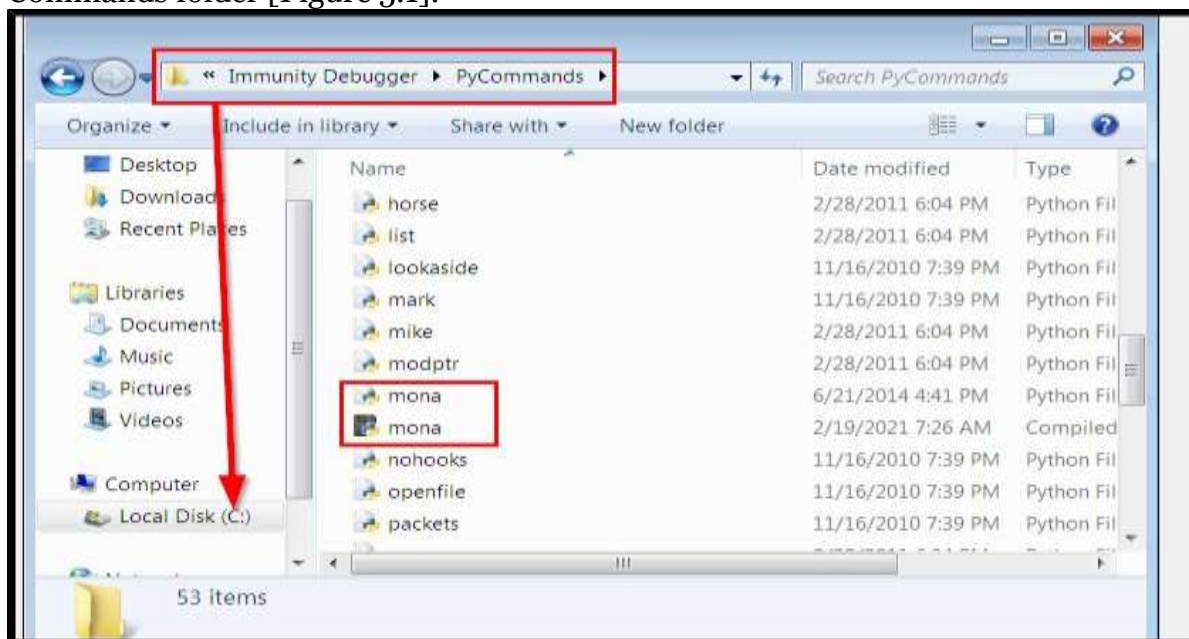 Commands folder [Figure 3.1].
« Immunity Debugger PyCommands
Search PyCommands
Organize Include in library Share with New folder
Name Date modified Type
Desktop
Downloads
Recent Places
Libraries
Documents
Music
Pictures
Videos
Computer
Local Disk (C:)
horse 2/28/2011 6:04 PM Python Fil
list 2/28/2011 6:04 PM Python Fil
lookaside 11/16/2010 7:39 PM Python Fil
mark 11/16/2010 7:39 PM Python Fil
mike 2/28/2011 6:04 PM Python Fil
modptr 2/28/2011 6:04 PM Python Fil
mona 6/21/2014 4:41 PM Python Fil
mona 2/19/2021 7:26 AM Compiled
nohooks 11/16/2010 7:39 PM Python Fil
openfile 11/16/2010 7:39 PM Python Fil
packets 11/16/2010 7:39 PM Python Fil
53 items